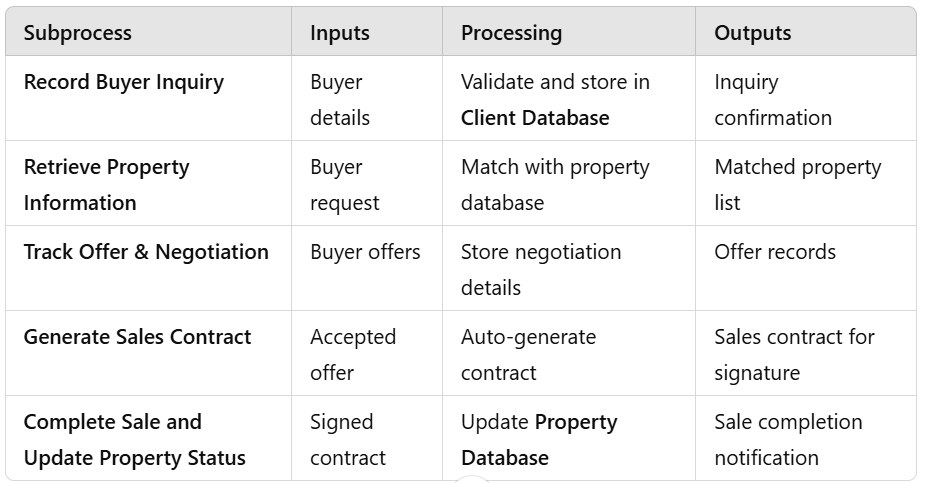 Subprocess Inputs Processing Outputs
Record Buyer Inquiry Buyer Validate and store in Inquiry
details Client Database confirmation
Retrieve Property Buyer Match with property Matched property
Information request database list
Track Offer & Negotiation Buyer offers Store negotiation Offer records
details
Generate Sales Contract Accepted Auto-generate Sales contract for
offer contract signature
Complete Sale and Signed Update Property Sale completion
Update Property Status contract Database notification